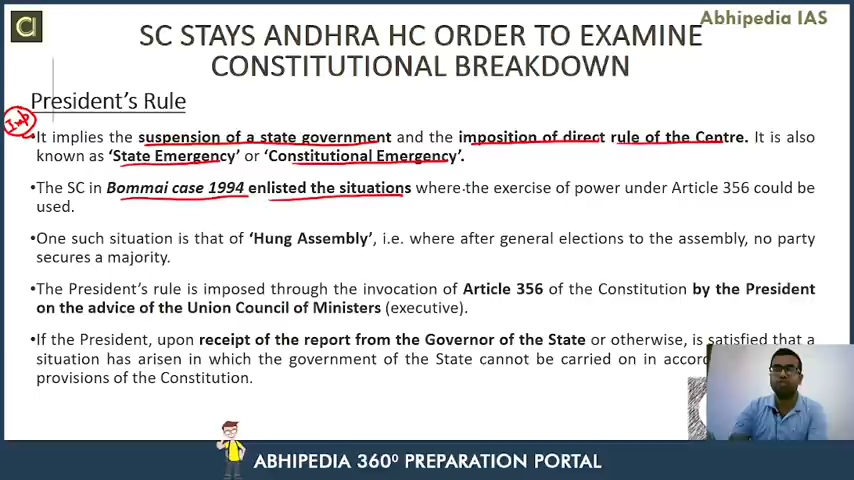 Abhipedia IAS
SC STAYS ANDHRA HC ORDER TO EXAMINE
CONSTITUTIONAL BREAKDOWN
President's Rule
Imp
•It implies the suspension of a state government and the imposition of direct rule of the Centre. It is also
known as 'State Emergency' or 'Constitutional Emergency'.
•The SC in Bommai case 1994 enlisted the situations where the exercise of power under Article 356 could be
used.
•One such situation is that of 'Hung Assembly', i.e. where after general elections to the assembly, no party
secures a majority.
•The President's rule is imposed through the invocation of Article 356 of the Constitution by the President
on the advice of the Union Council of Ministers (executive).
•If the President, upon receipt of the report from the Governor of the State or otherwise, is satisfied that a
situation has arisen in which the government of the State cannot be carried on in
provisions of the Constitution.
ABHIPEDIA 360⁰ PREPARATION PORTAL